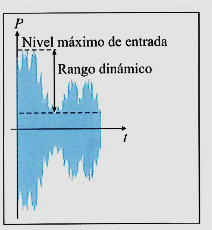 P
Nivel máximo de entrada
Rango dinámico
t